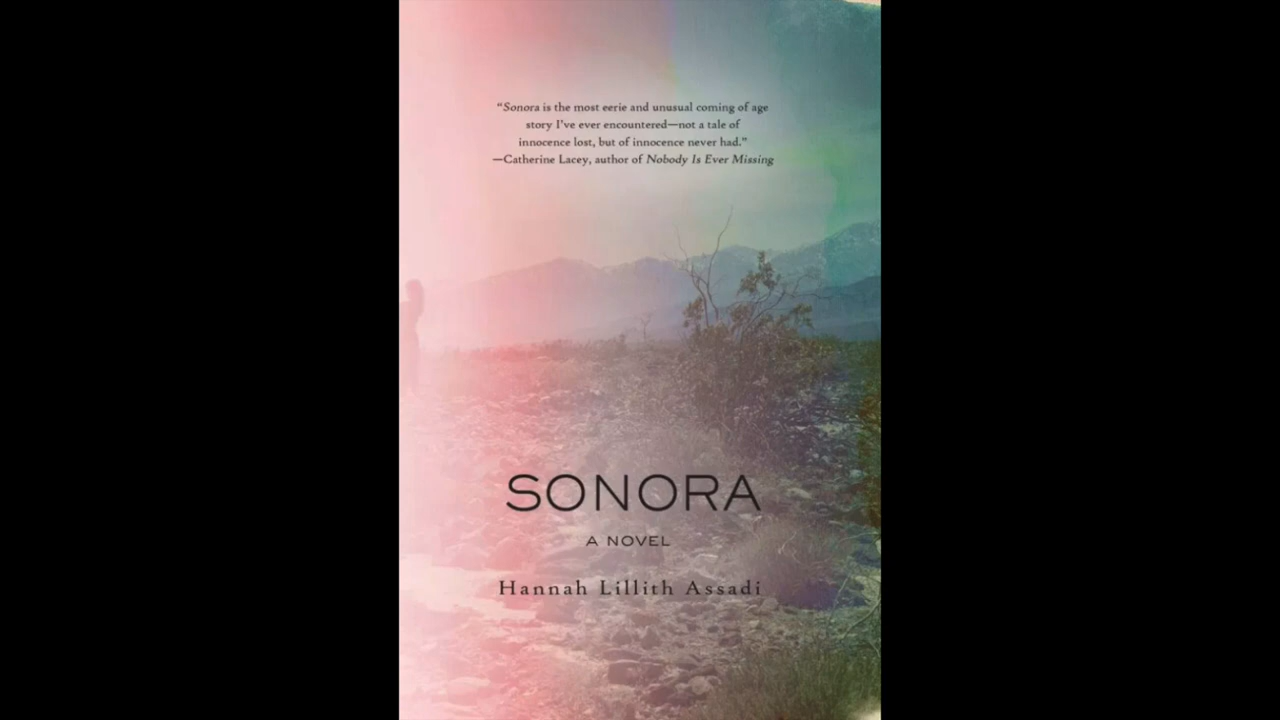 “Sonora is the most eerie and unusual coming of age
story I’ve ever encountered—not a tale of
innocence lost, but of innocence never had.”
—Catherine Lacey, author of Nobody Is Ever Missing
SONORA
A NOVEL
Hannah Lillith Assadi